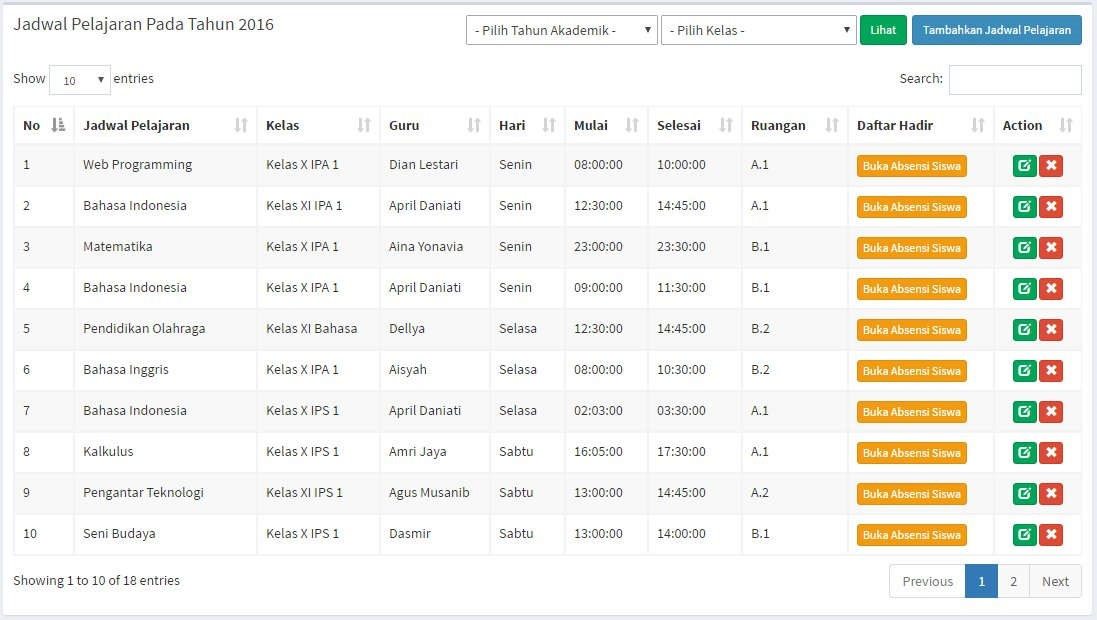 Jadwal Pelajaran Pada Tahun 2016 - Pilih Tahun Akademik - - Pilih Kelas - Lihat Tambahkan Jadwal Pelajaran
Show 10 entries Search:
No Jadwal Pelajaran Kelas Guru Hari Mulai Selesai Ruangan Daftar Hadir Action
1 Web Programming Kelas X IPA 1 Dian Lestari Senin 08:00:00 10:00:00 A.1 Buka Absensi Siswa
2 Bahasa Indonesia Kelas XI IPA 1 April Daniati Senin 12:30:00 14:45:00 A.1 Buka Absensi Siswa
3 Matematika Kelas X IPA 1 Aina Yonavia Senin 23:00:00 23:30:00 B.1 Buka Absensi Siswa
4 Bahasa Indonesia Kelas X IPA 1 April Daniati Senin 09:00:00 11:30:00 B.1 Buka Absensi Siswa
5 Pendidikan Olahraga Kelas XI Bahasa Dellya Selasa 12:30:00 14:45:00 B.2 Buka Absensi Siswa
6 Bahasa Inggris Kelas X IPA 1 Aisyah Selasa 08:00:00 10:30:00 B.2 Buka Absensi Siswa
7 Bahasa Indonesia Kelas X IPS 1 April Daniati Selasa 02:03:00 03:30:00 A.1 Buka Absensi Siswa
8 Kalkulus Kelas X IPS 1 Amri Jaya Sabtu 16:05:00 17:30:00 A.1 Buka Absensi Siswa
9 Pengantar Teknologi Kelas XI IPS 1 Agus Musanib Sabtu 13:00:00 14:45:00 A.2 Buka Absensi Siswa
10 Seni Budaya Kelas X IPS 1 Dasmir Sabtu 13:00:00 14:00:00 B.1 Buka Absensi Siswa
Showing 1 to 10 of 18 entries Previous 1 2 Next